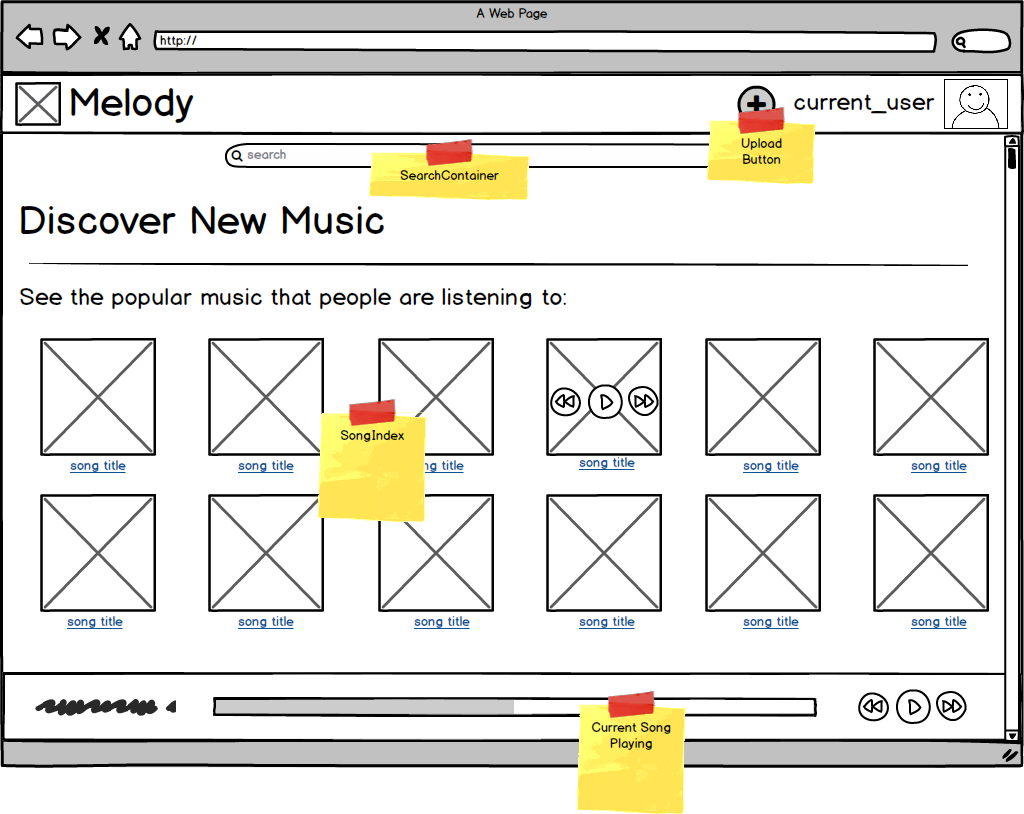 A Web Page
http://
Melody
current_user
Upload
Button
search
SearchContainer
Discover New Music
See the popular music that people are listening to:
song title
song title
ng title
song title
song title
song title
SongIndex
song title
song title
song title
song title
song title
song title
Current Song
Playing